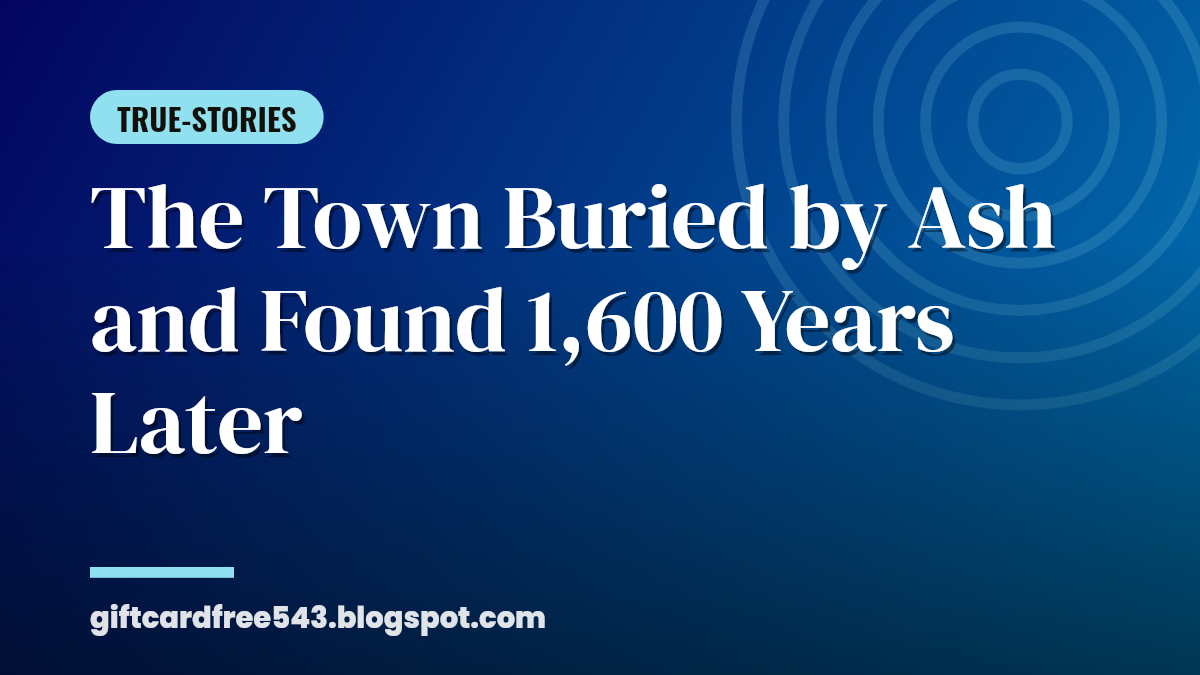 TRUE-STORIES
The Town Buried by Ash
and Found 1,600 Years
Later
giftcardfree543.blogspot.com